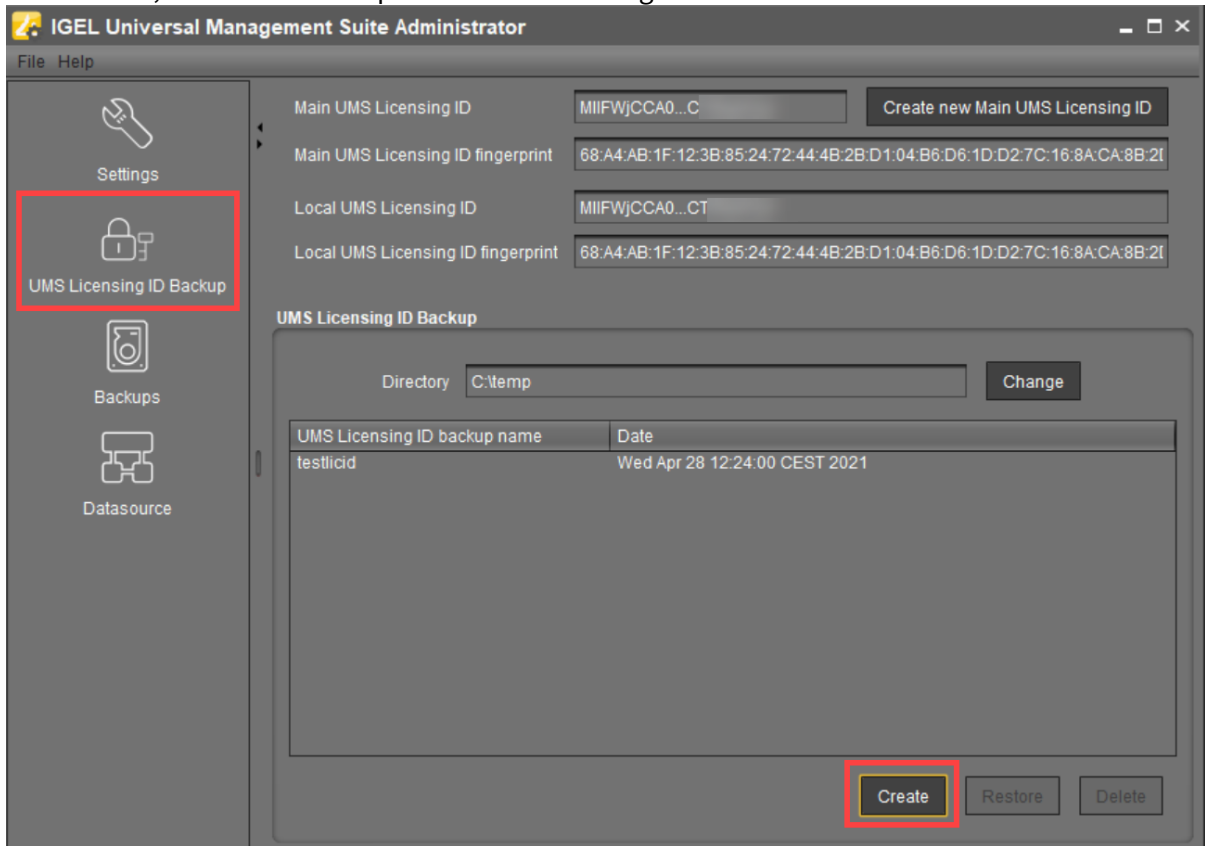 IGEL Universal Management Suite Administrator
File Help
Settings
UMS Licensing ID Backup
Backups
Datasource
Main UMS Licensing ID MIIFWjCCA0...C Create new Main UMS Licensing ID
Main UMS Licensing ID fingerprint 68:A4:AB:1F:12:3B:85:24:72:44:4B:2B:D1:04:B6:D6:1D:D2:7C:16:8A:CA:8B:2
Local UMS Licensing ID MIIFWjCCA0...CT
Local UMS Licensing ID fingerprint 68:A4:AB:1F:12:3B:85:24:72:44:4B:2B:D1:04:B6:D6:1D:D2:7C:16:8A:CA:8B:2
UMS Licensing ID Backup
Directory C:\temp Change
UMS Licensing ID backup name Date
testlicid Wed Apr 28 12:24:00 CEST 2021
Create Restore Delete